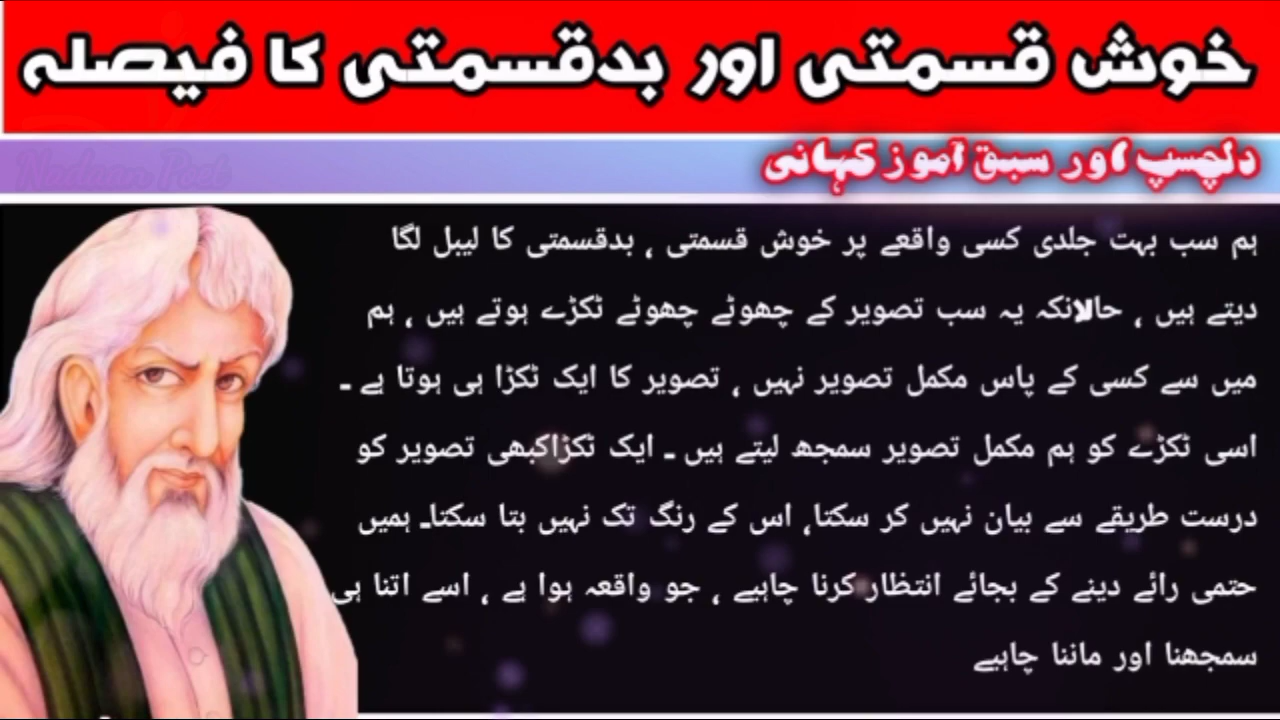 خوش قسمتی اور بدقسمتی کا فیصلہ
دلچسپ اور سبق آموز کہانی
Nadaan Poet
ہم سب بہت جلدی کسی واقعے پر خوش قسمتی ، بدقسمتی کا لیبل لگا
دیتے ہیں ، حالانکہ یہ سب تصویر کے چھوٹے چھوٹے ٹکڑے ہوتے ہیں ، ہم
میں سے کسی کے پاس مکمل تصویر نہیں ، تصویر کا ایک ٹکڑا ہی ہوتا ہے ۔
اسی ٹکڑے کو ہم مکمل تصویر سمجھ لیتے ہیں ۔ ایک ٹکڑاکبھی تصویر کو
درست طریقے سے بیان نہیں کر سکتا، اس کے رنگ تک نہیں بتا سکتا۔ ہمیں
حتمی رائے دینے کے بجائے انتظار کرنا چاہیے ، جو واقعہ ہوا ہے ، اسے اتنا ہی
سمجھنا اور ماننا چاہیے